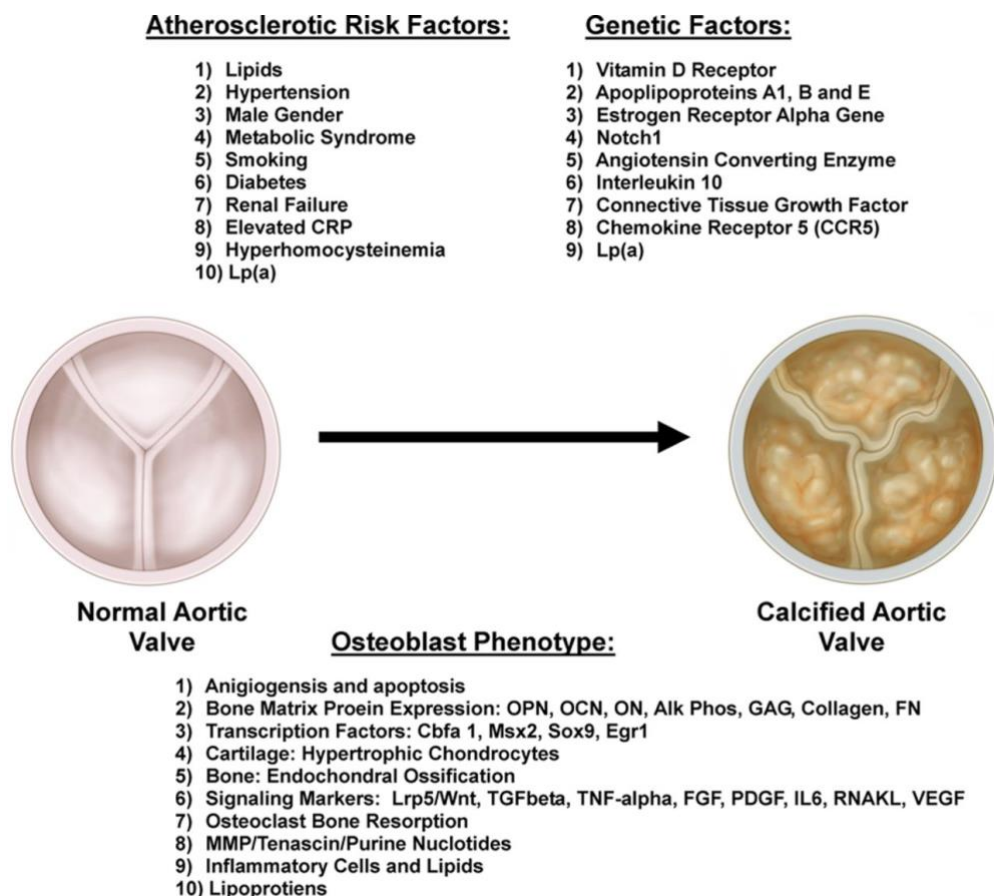 Atherosclerotic Risk Factors:
1) Lipids
2) Hypertension
3) Male Gender
4) Metabolic Syndrome
5) Smoking
6) Diabetes
7) Renal Failure
8) Elevated CRP
9) Hyperhomocysteinemia
10) Lp(a)
Genetic Factors:
1) Vitamin D Receptor
2) Apoplipoproteins A1, B and E
3) Estrogen Receptor Alpha Gene
4) Notch1
5) Angiotensin Converting Enzyme
6) Interleukin 10
7) Connective Tissue Growth Factor
8) Chemokine Receptor 5 (CCR5)
9) Lp(a)
Normal Aortic
Valve
Calcified Aortic
Valve
Osteoblast Phenotype:
1) Anigiogensis and apoptosis
2) Bone Matrix Proein Expression: OPN, OCN, ON, Alk Phos, GAG, Collagen, FN
3) Transcription Factors: Cbfa 1, Msx2, Sox9, Egr1
4) Cartilage: Hypertrophic Chondrocytes
5) Bone: Endochondral Ossification
6) Signaling Markers: Lrp5/Wnt, TGFbeta, TNF-alpha, FGF, PDGF, IL6, RNAKL, VEGF
7) Osteoclast Bone Resorption
8) MMP/Tenascin/Purine Nuclotides
9) Inflammatory Cells and Lipids
10) Lipoprotiens